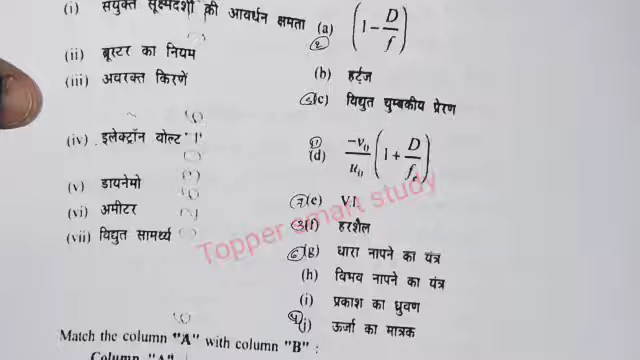 (i) संयुक्त सूक्ष्मदर्शी की आवर्धन क्षमता (a) (1 - D/f)
(ii) ब्रूस्टर का नियम
(b) हर्ट्ज
(iii) अवरक्त किरणें
(c) विद्युत चुम्बकीय प्रेरण
(iv) इलेक्ट्रॉन वोल्ट (d) -v₀/u₀ (1 + D/fₑ)
(v) डायनेमो
(e) V.I.
(vi) अमीटर
(f) हरशैल
(vii) विद्युत सामर्थ्य
(g) धारा नापने का यंत्र
(h) विभव नापने का यंत्र
(i) प्रकाश का ध्रुवण
(j) ऊर्जा का मात्रक
Topper smart study
Match the column "A" with column "B" :
Column "A"